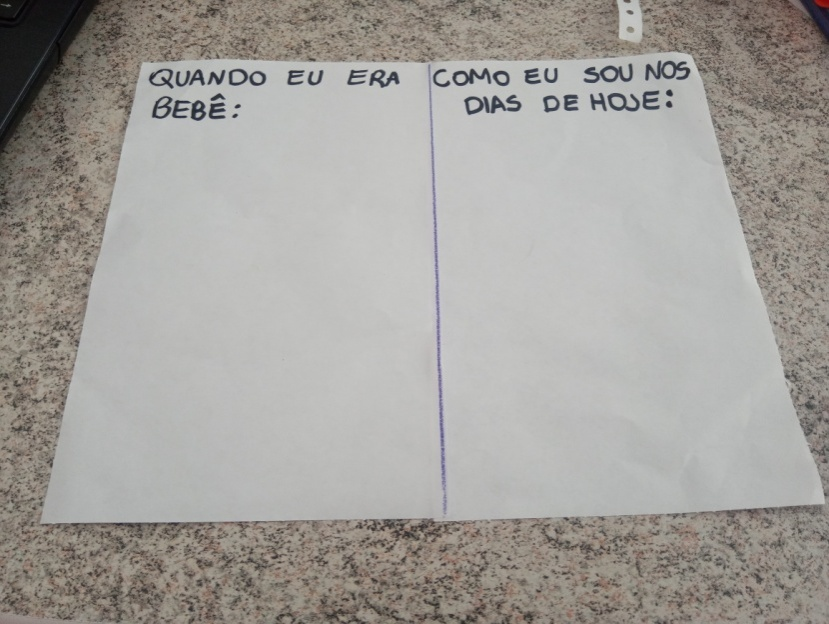 QUANDO EU ERA
BEBÊ:
COMO EU SOU NOS
DIAS DE HOJE: